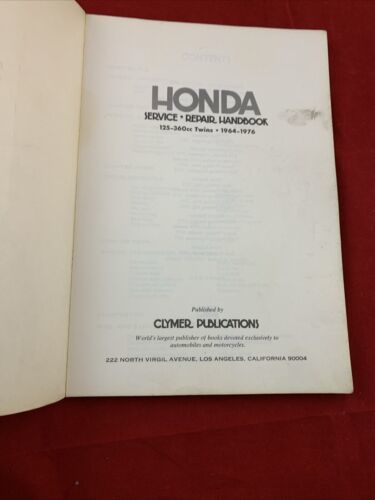 HONDA
SERVICE • REPAIR HANDBOOK
125-360cc Twins • 1964-1976
Published by
CLYMER PUBLICATIONS
World's largest publisher of books devoted exclusively to
automobiles and motorcycles.
222 NORTH VIRGIL AVENUE, LOS ANGELES, CALIFORNIA 90004